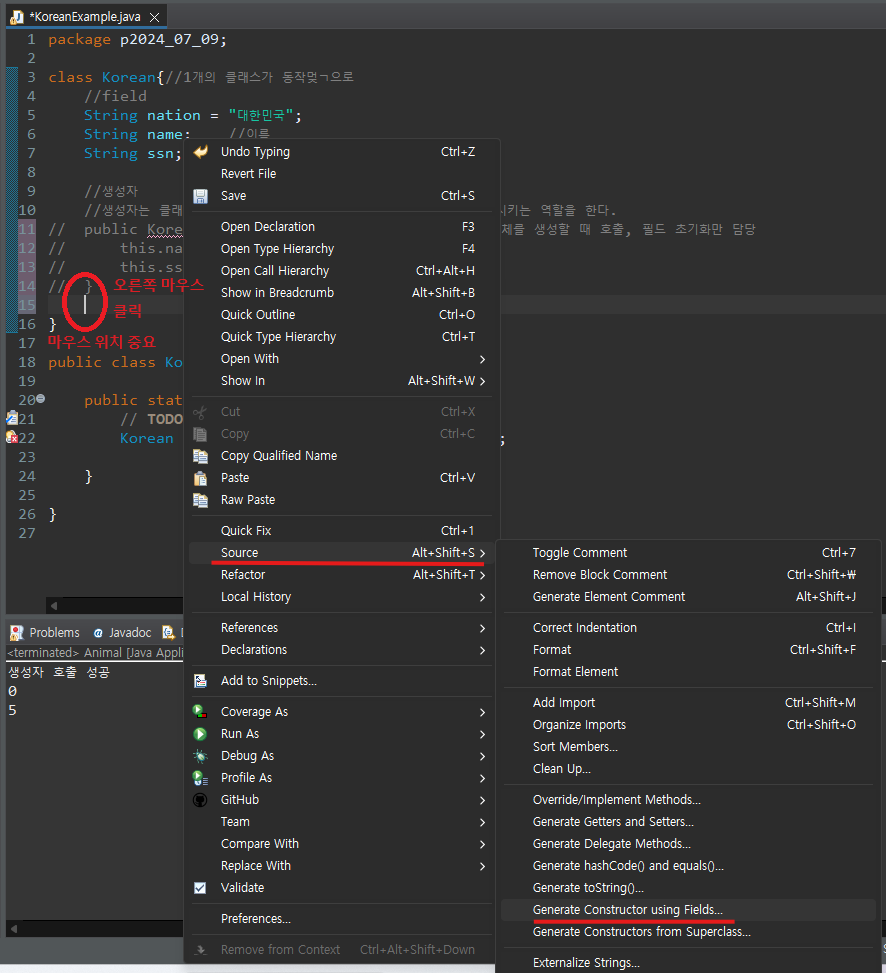 *KoreanExample.java
1 package p2024_07_09;
2
3 class Korean{//1개의 클래스가 동작멎ㄱ으로
4 //field
5 String nation = "대한민국";
6 String name; //이름
7 String ssn;
8
9 //생성자
10 //생성자는 클래 시키는 역할을 한다.
11 // public Kore 체를 생성할 때 호출, 필드 초기화만 담당
12 // this.na
13 // this.ss
14 // }
오른쪽 마우스
클릭
15
16 }
마우스 위치 중요
17
18 public class Ko
19
20 public stat
21 // TODO
22 Korean ;
23
24 }
25
26 }
27
Undo Typing Ctrl+Z
Revert File
Save Ctrl+S
Open Declaration F3
Open Type Hierarchy F4
Open Call Hierarchy Ctrl+Alt+H
Show in Breadcrumb Alt+Shift+B
Quick Outline Ctrl+O
Quick Type Hierarchy Ctrl+T
Open With
Show In Alt+Shift+W
Cut Ctrl+X
Copy Ctrl+C
Copy Qualified Name
Paste Ctrl+V
Raw Paste
Quick Fix Ctrl+1
Source Alt+Shift+S
Refactor Alt+Shift+T
Local History
References
Declarations
Add to Snippets...
Coverage As
Run As
Debug As
Profile As
GitHub
Team
Compare With
Replace With
Validate
Preferences...
Remove from Context Ctrl+Alt+Shift+Down
Toggle Comment Ctrl+7
Remove Block Comment Ctrl+Shift+₩
Generate Element Comment Alt+Shift+J
Correct Indentation Ctrl+I
Format Ctrl+Shift+F
Format Element
Add Import Ctrl+Shift+M
Organize Imports Ctrl+Shift+O
Sort Members...
Clean Up...
Override/Implement Methods...
Generate Getters and Setters...
Generate Delegate Methods...
Generate hashCode() and equals()...
Generate toString()...
Generate Constructor using Fields...
Generate Constructors from Superclass...
Externalize Strings...
Problems @ Javadoc
<terminated> Animal [Java Appli
생성자 호출 성공
0
5